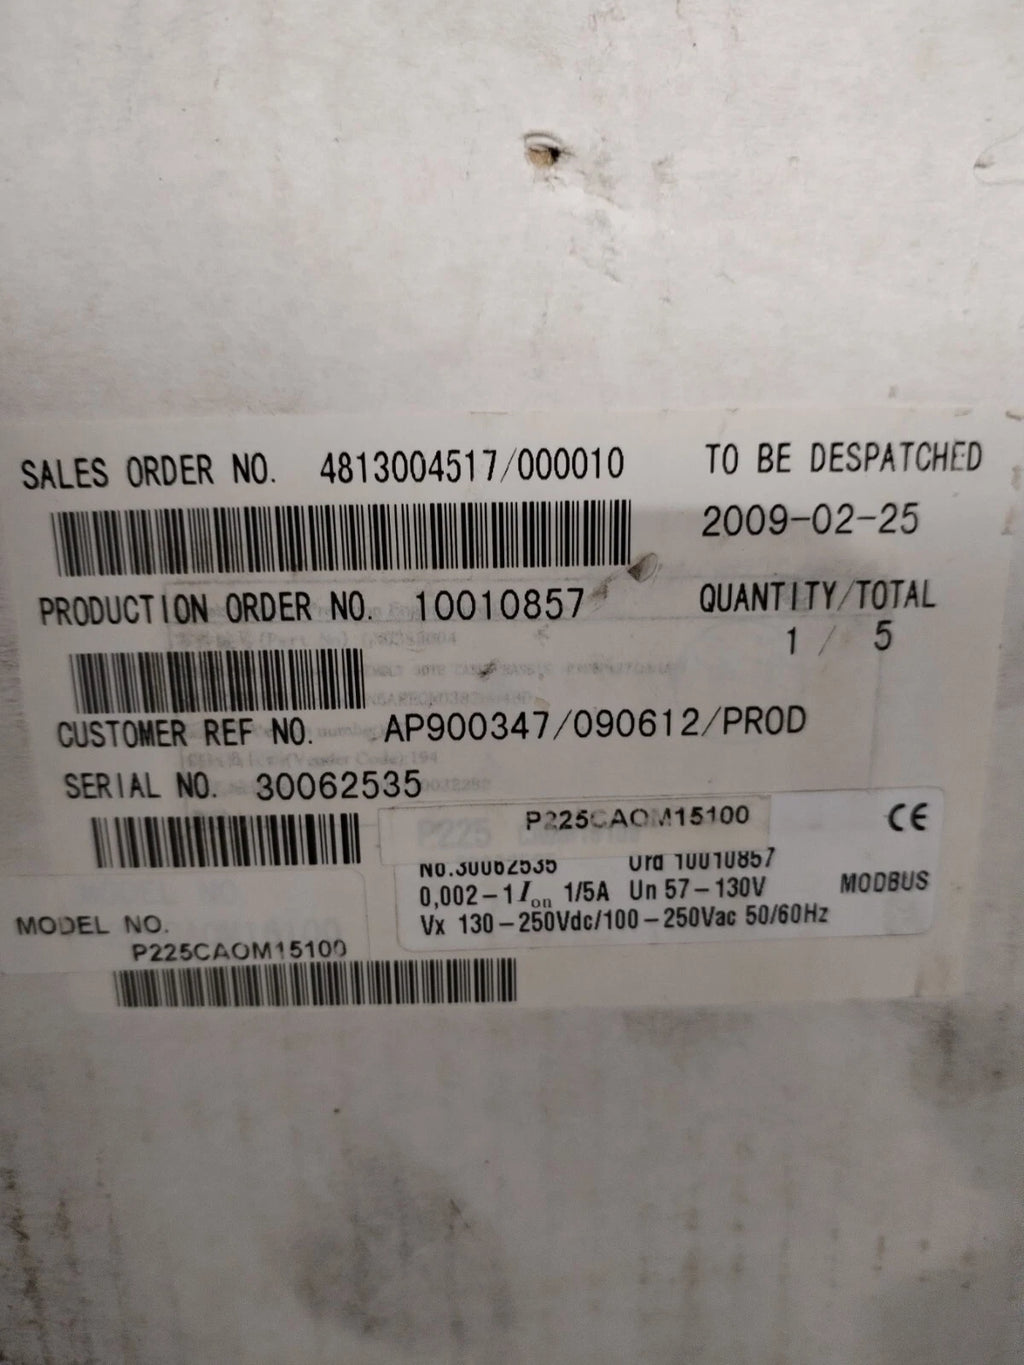 SALES ORDER NO. 4813004517/000010
TO BE DESPATCHED
2009-02-25
PRODUCTION ORDER NO. 10010857
QUANTITY/TOTAL
1 / 5
CUSTOMER REF NO. AP900347/090612/PROD
SERIAL NO. 30062535
P225CAOM15100
CE
No.30062535 Ord 10010857
0,002-1Ion 1/5A Un 57-130V
MODBUS
Vx 130-250Vdc/100-250Vac 50/60Hz
MODEL NO.
P225CAOM15100